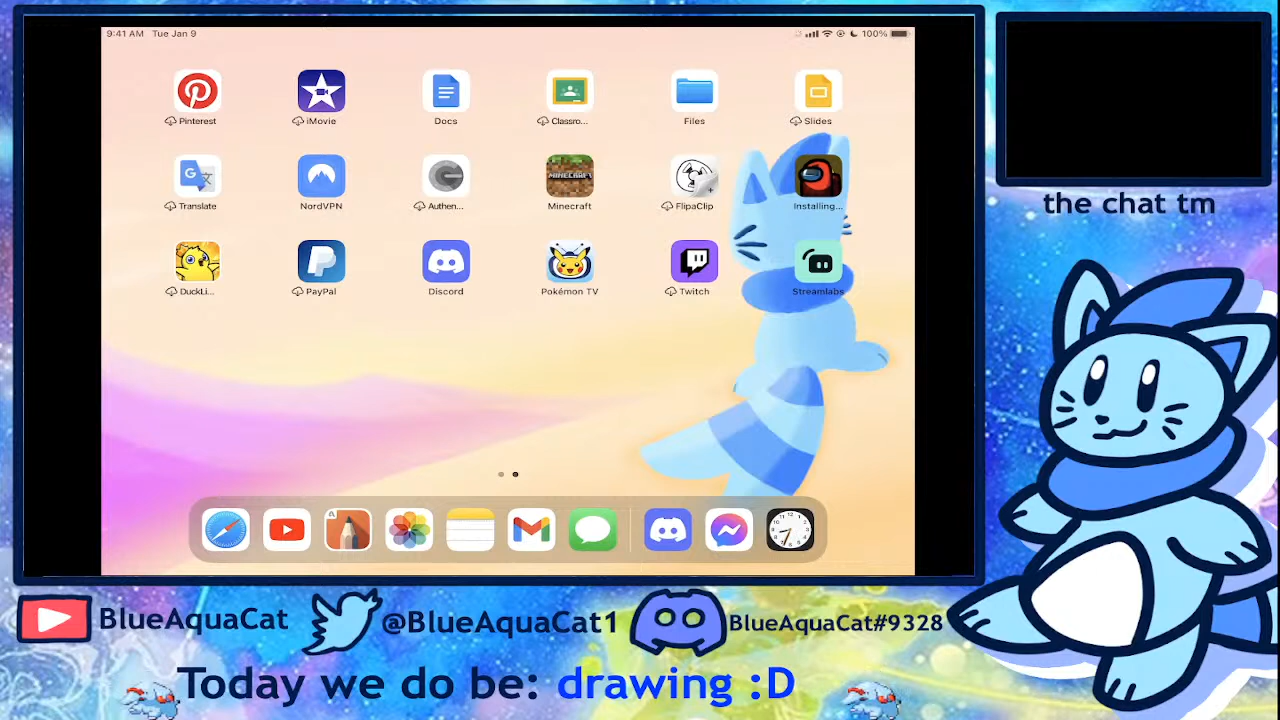 9:41 AM Tue Jan 9
100%
Pinterest
iMovie
Docs
Classro...
Files
Slides
Translate
NordVPN
Authen...
Minecraft
FlipaClip
Installing...
DuckLi...
PayPal
Discord
Pokémon TV
Twitch
Streamlabs
MINECRAFT
the chat tm
BlueAquaCat
@BlueAquaCat1
BlueAquaCat#9328
Today we do be: drawing :D